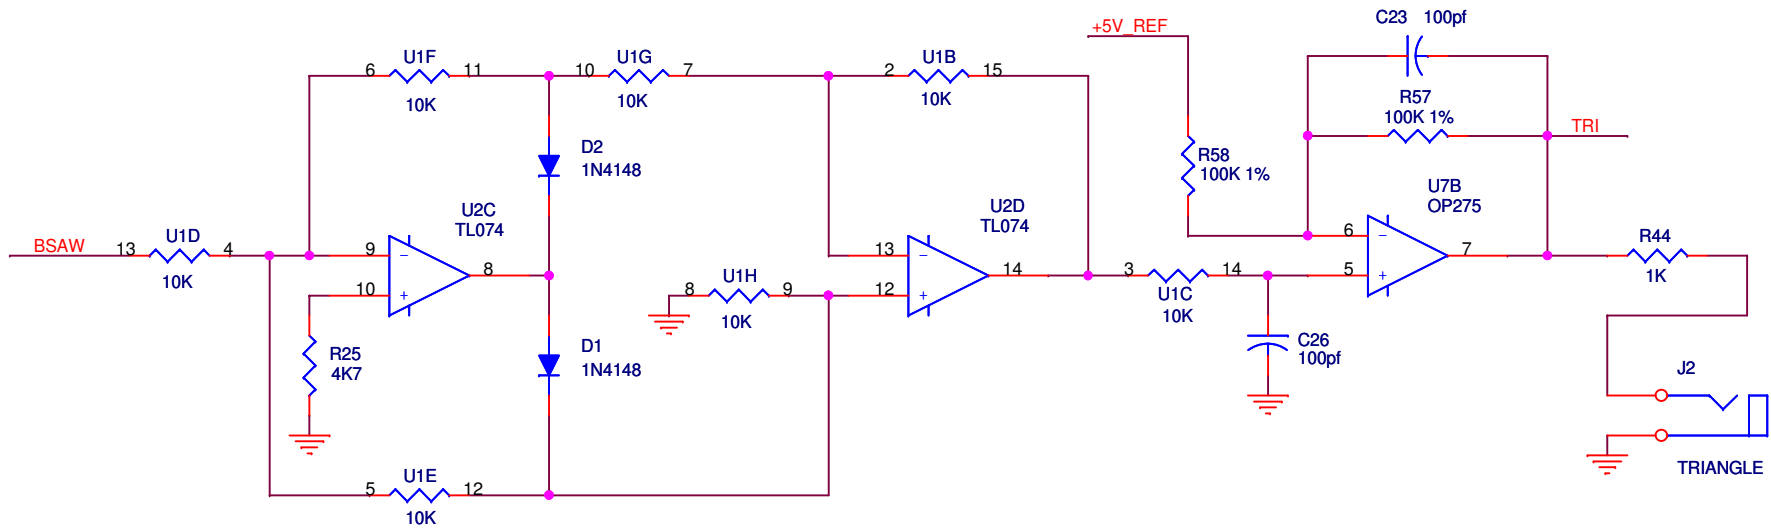 C23 100pf
+5V_REF
U1F
6 11
10K
U1G
10 7
10K
U1B
2 15
10K
R57
100K 1%
TRI
D2
1N4148
R58
100K 1%
U7B
OP275
BSAW
13 U1D 4
10K
U2C
TL074
9 −
10 +
8
U2D
TL074
13 −
12 +
14
6 −
5 +
7
R44
1K
U1H
8 9
10K
3 14
U1C
10K
R25
4K7
D1
1N4148
C26
100pf
J2
TRIANGLE
U1E
5 12
10K